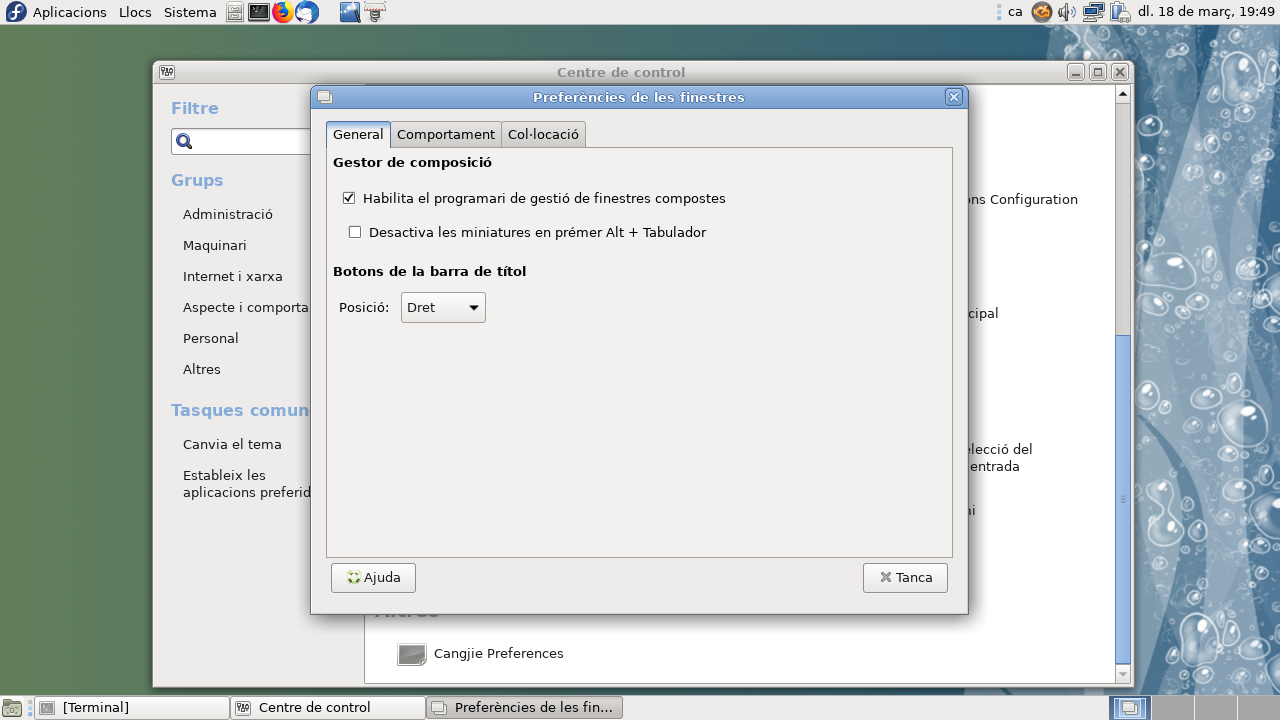 Aplicacions Llocs Sistema ca dl. 18 de març, 19:49
Centre de control
Preferències de les finestres
Filtre
Grups
Administració
Maquinari
Internet i xarxa
Aspecte i comporta
Personal
Altres
Tasques comun
Canvia el tema
Estableix les
aplicacions preferid
General Comportament Col·locació
Gestor de composició
Habilita el programari de gestió de finestres compostes
Desactiva les miniatures en prémer Alt + Tabulador
Botons de la barra de títol
Posició: Dret
Ajuda Tanca
ons Configuration
cipal
elecció del
entrada
ni
Altres
Cangjie Preferences
[Terminal] Centre de control Preferències de les fin...